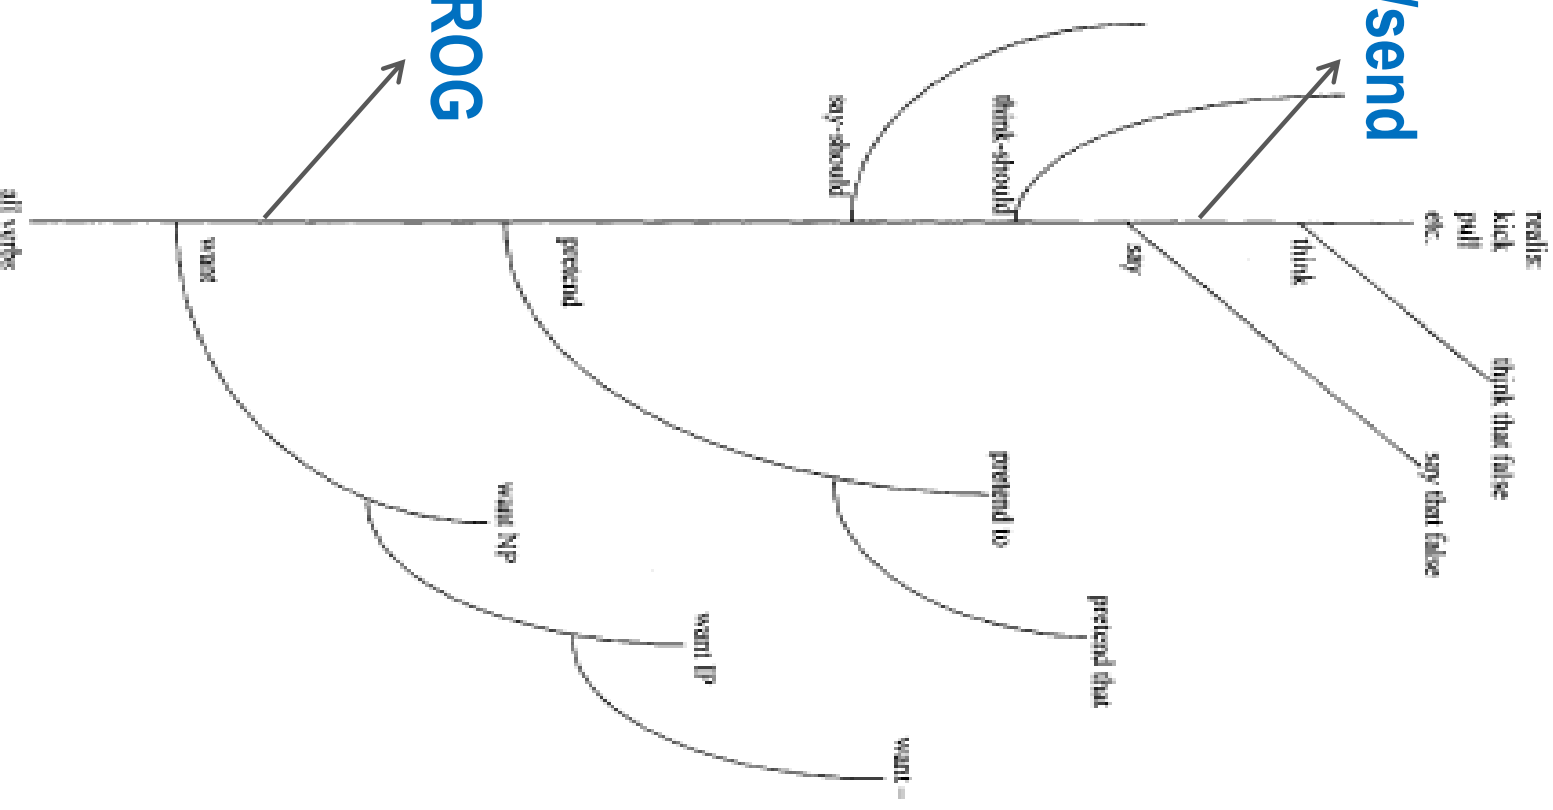 realis:
kick
think that false
pull
etc.
say that false
/send
think
say
pretend that
think-should
pretend to
want –
say-should
want IP
pretend
want NP
ROG
want
all verbs